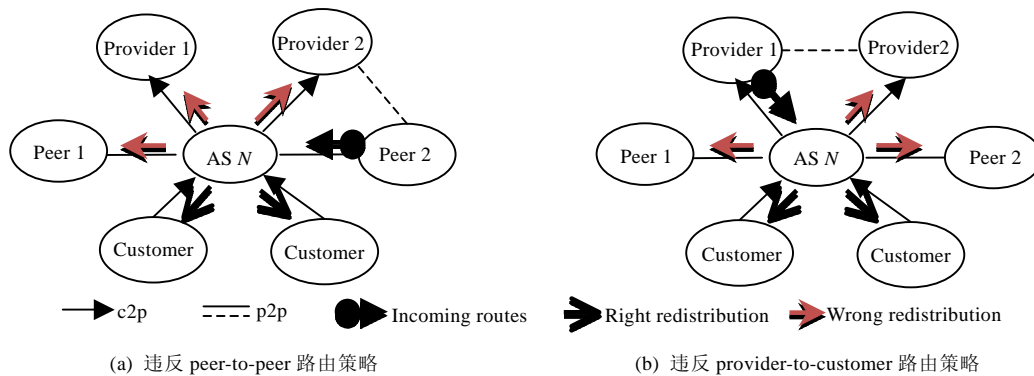 Provider 1
Provider 2
Peer 1
AS N
Peer 2
Customer
Customer
Provider 1
Provider2
Peer 1
AS N
Peer 2
Customer
Customer
c2p
p2p
Incoming routes
Right redistribution
Wrong redistribution
(a) 违反 peer-to-peer 路由策略
(b) 违反 provider-to-customer 路由策略